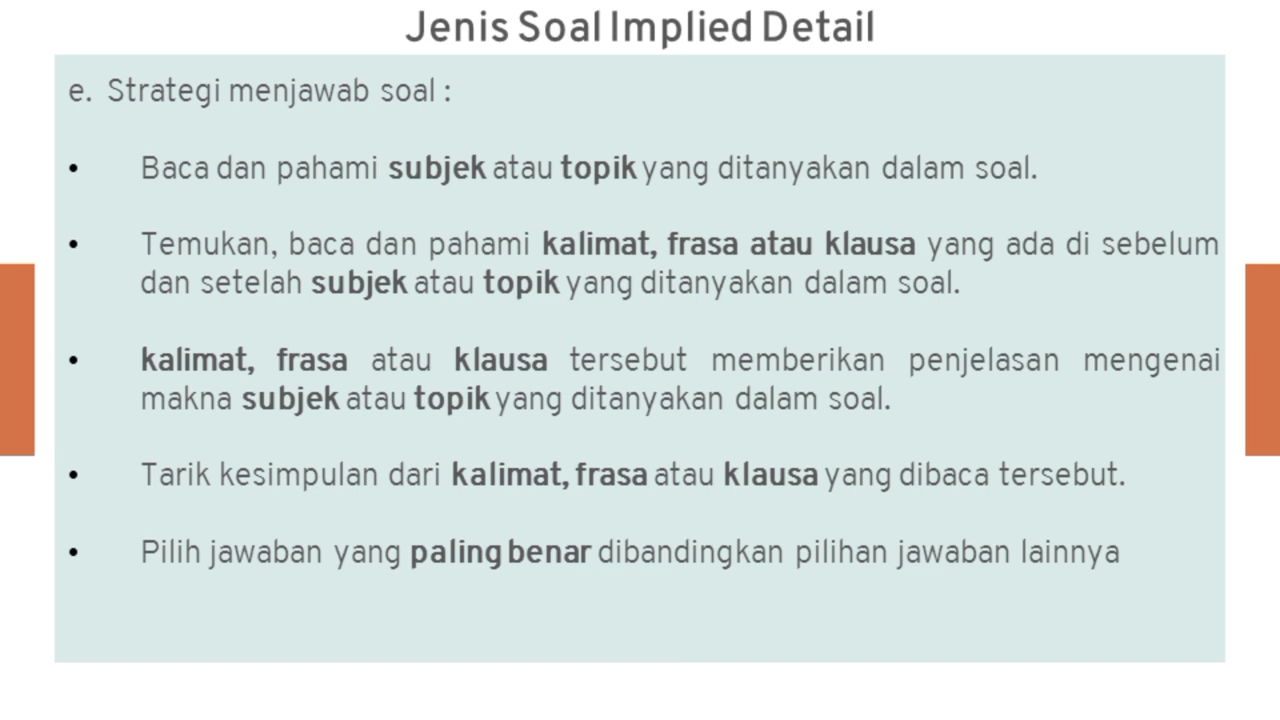 Jenis Soal Implied Detail
e. Strategi menjawab soal :
• Baca dan pahami subjek atau topik yang ditanyakan dalam soal.
• Temukan, baca dan pahami kalimat, frasa atau klausa yang ada di sebelum
dan setelah subjek atau topik yang ditanyakan dalam soal.
• kalimat, frasa atau klausa tersebut memberikan penjelasan mengenai
makna subjek atau topik yang ditanyakan dalam soal.
• Tarik kesimpulan dari kalimat, frasa atau klausa yang dibaca tersebut.
• Pilih jawaban yang paling benar dibandingkan pilihan jawaban lainnya